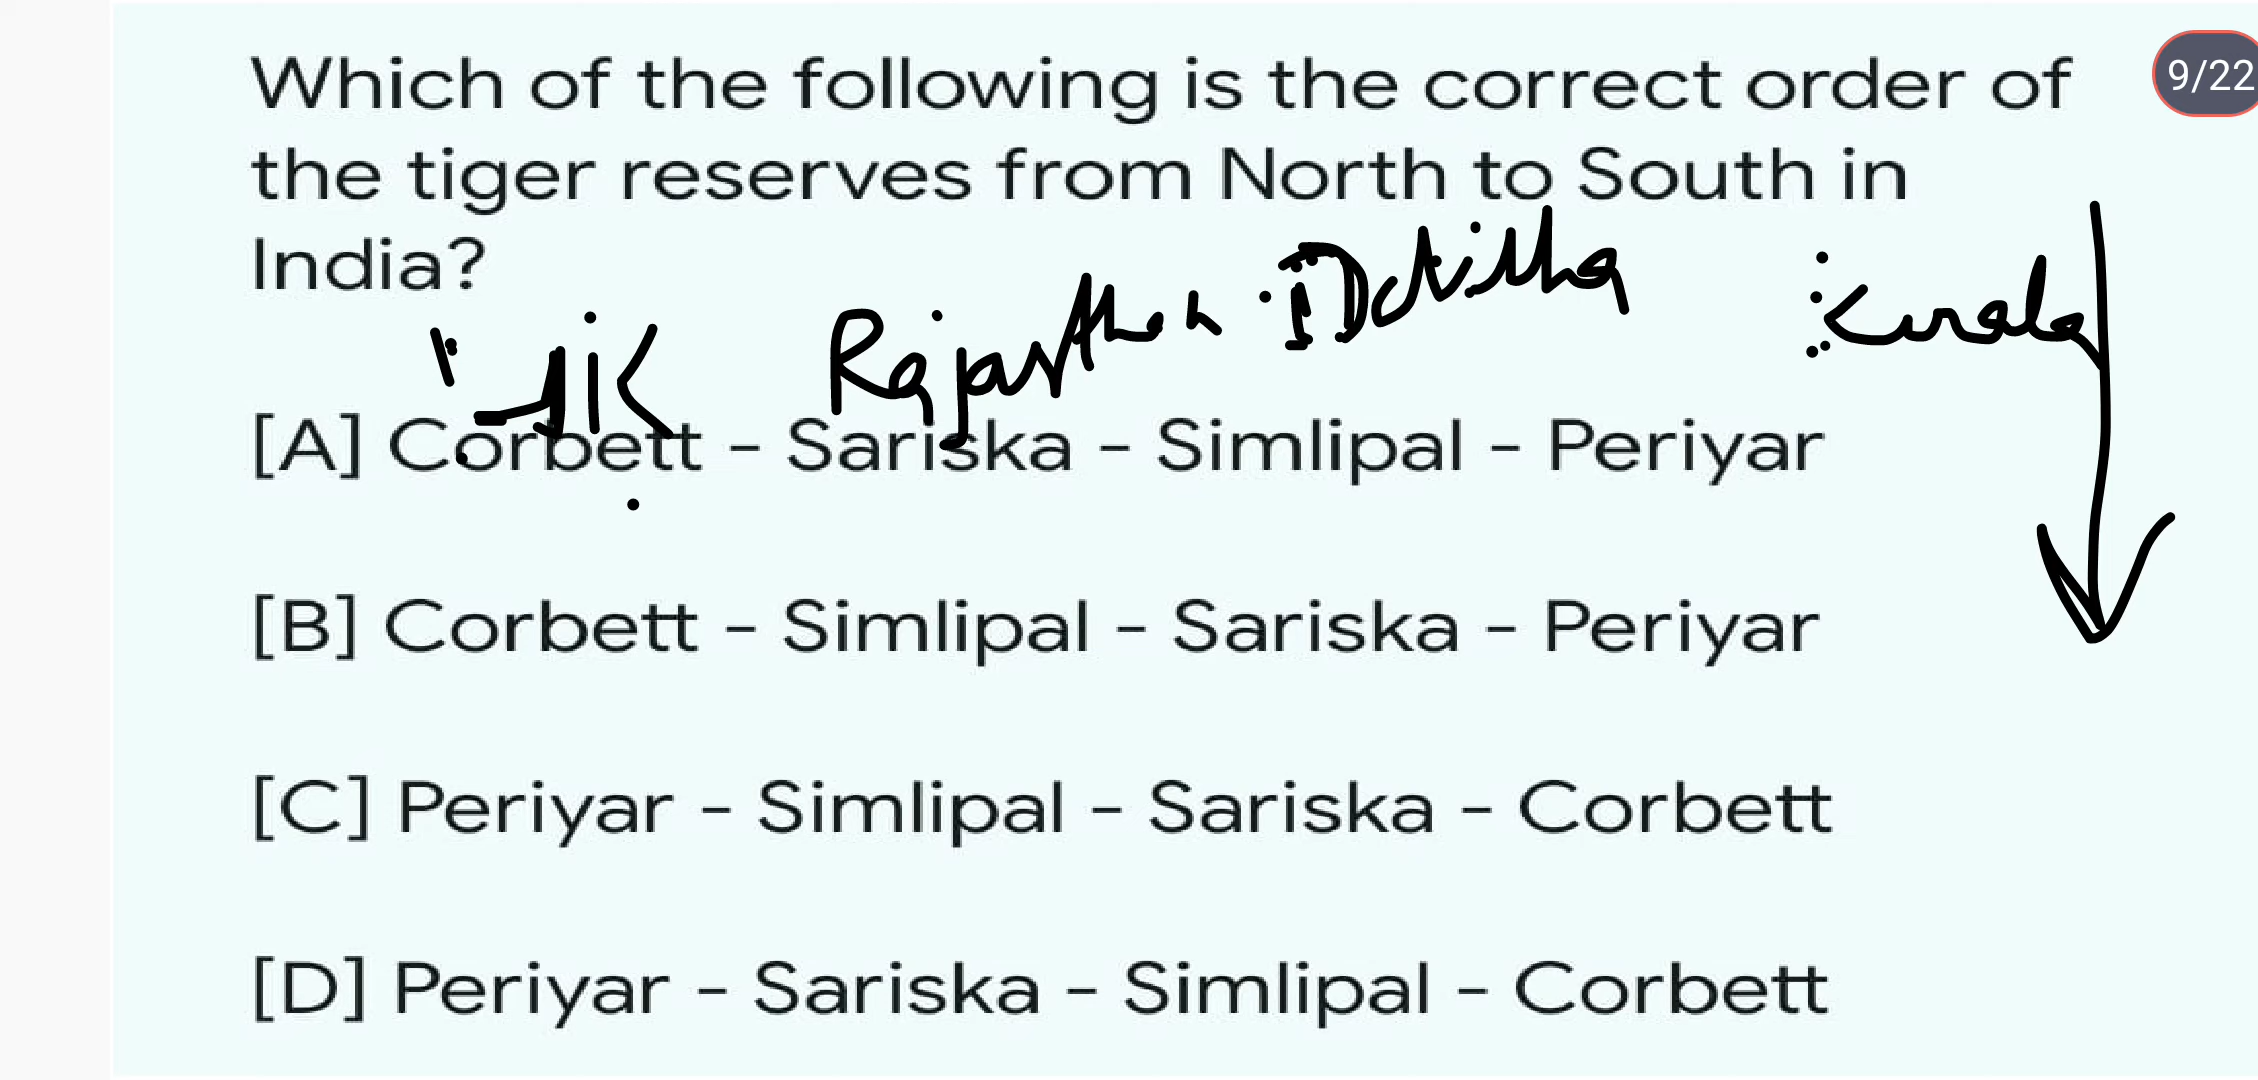 Which of the following is the correct order of
9/22
the tiger reserves from North to South in
India?
Rajasthan Odisha Kerala
[A] Corbett - Sariska - Simlipal - Periyar
[B] Corbett - Simlipal - Sariska - Periyar
[C] Periyar - Simlipal - Sariska - Corbett
[D] Periyar - Sariska - Simlipal - Corbett